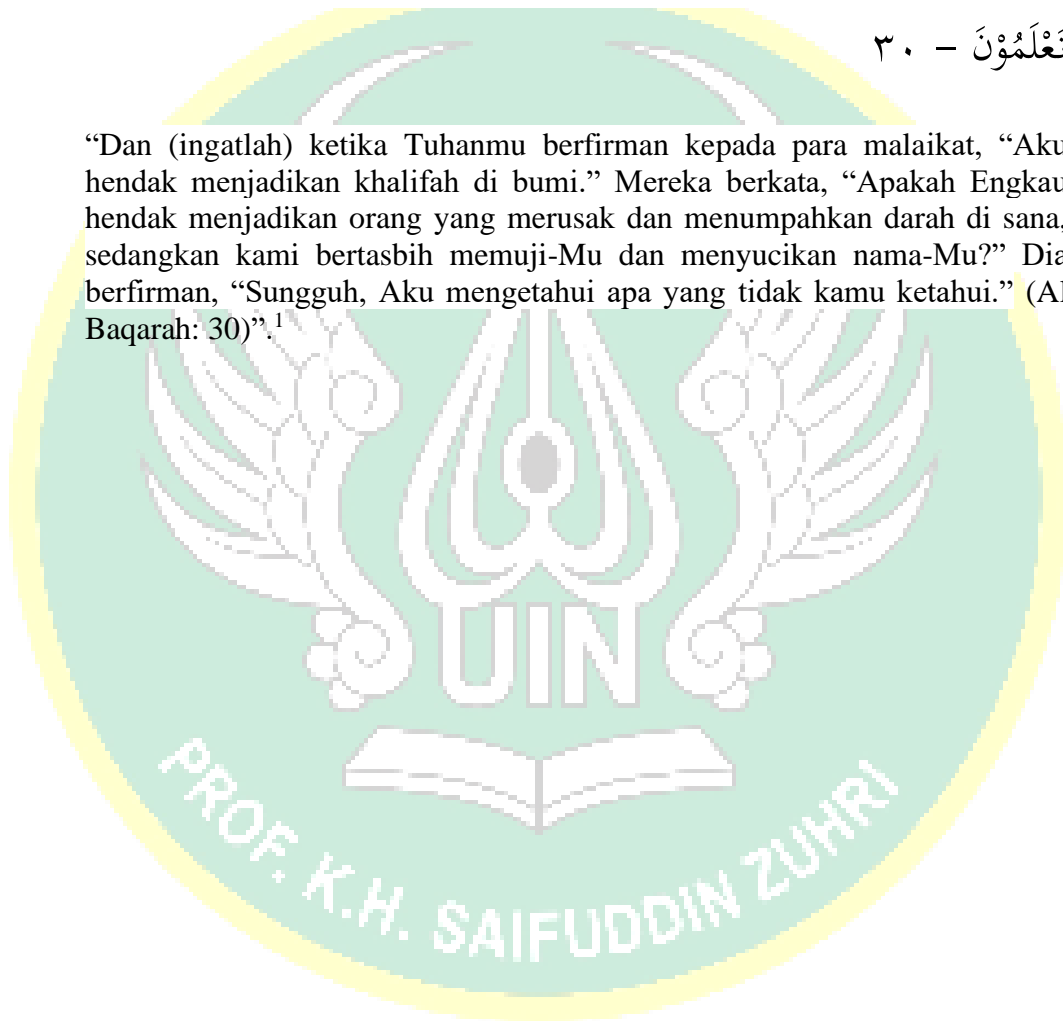 تَعْلَمُوْنَ – ٣٠
“Dan (ingatlah) ketika Tuhanmu berfirman kepada para malaikat, “Aku
hendak menjadikan khalifah di bumi.” Mereka berkata, “Apakah Engkau
hendak menjadikan orang yang merusak dan menumpahkan darah di sana,
sedangkan kami bertasbih memuji-Mu dan menyucikan nama-Mu?” Dia
berfirman, “Sungguh, Aku mengetahui apa yang tidak kamu ketahui.” (Al
Baqarah: 30)”.1
UIN
PROF. K.H. SAIFUDDIN ZUHRI